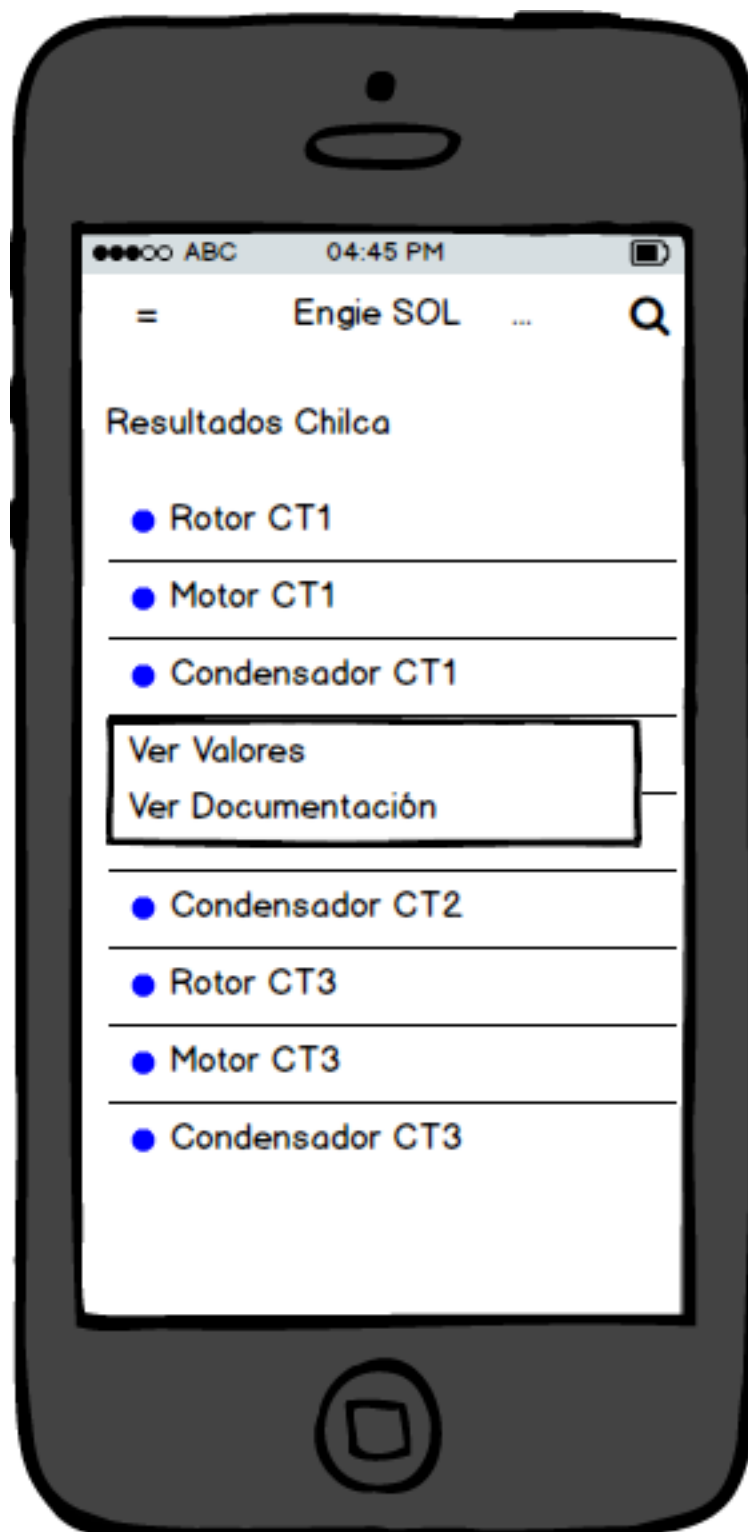 ABC 04:45 PM
= Engie SOL ...
Resultados Chilca
Rotor CT1
Motor CT1
Condensador CT1
Ver Valores
Ver Documentación
Condensador CT2
Rotor CT3
Motor CT3
Condensador CT3